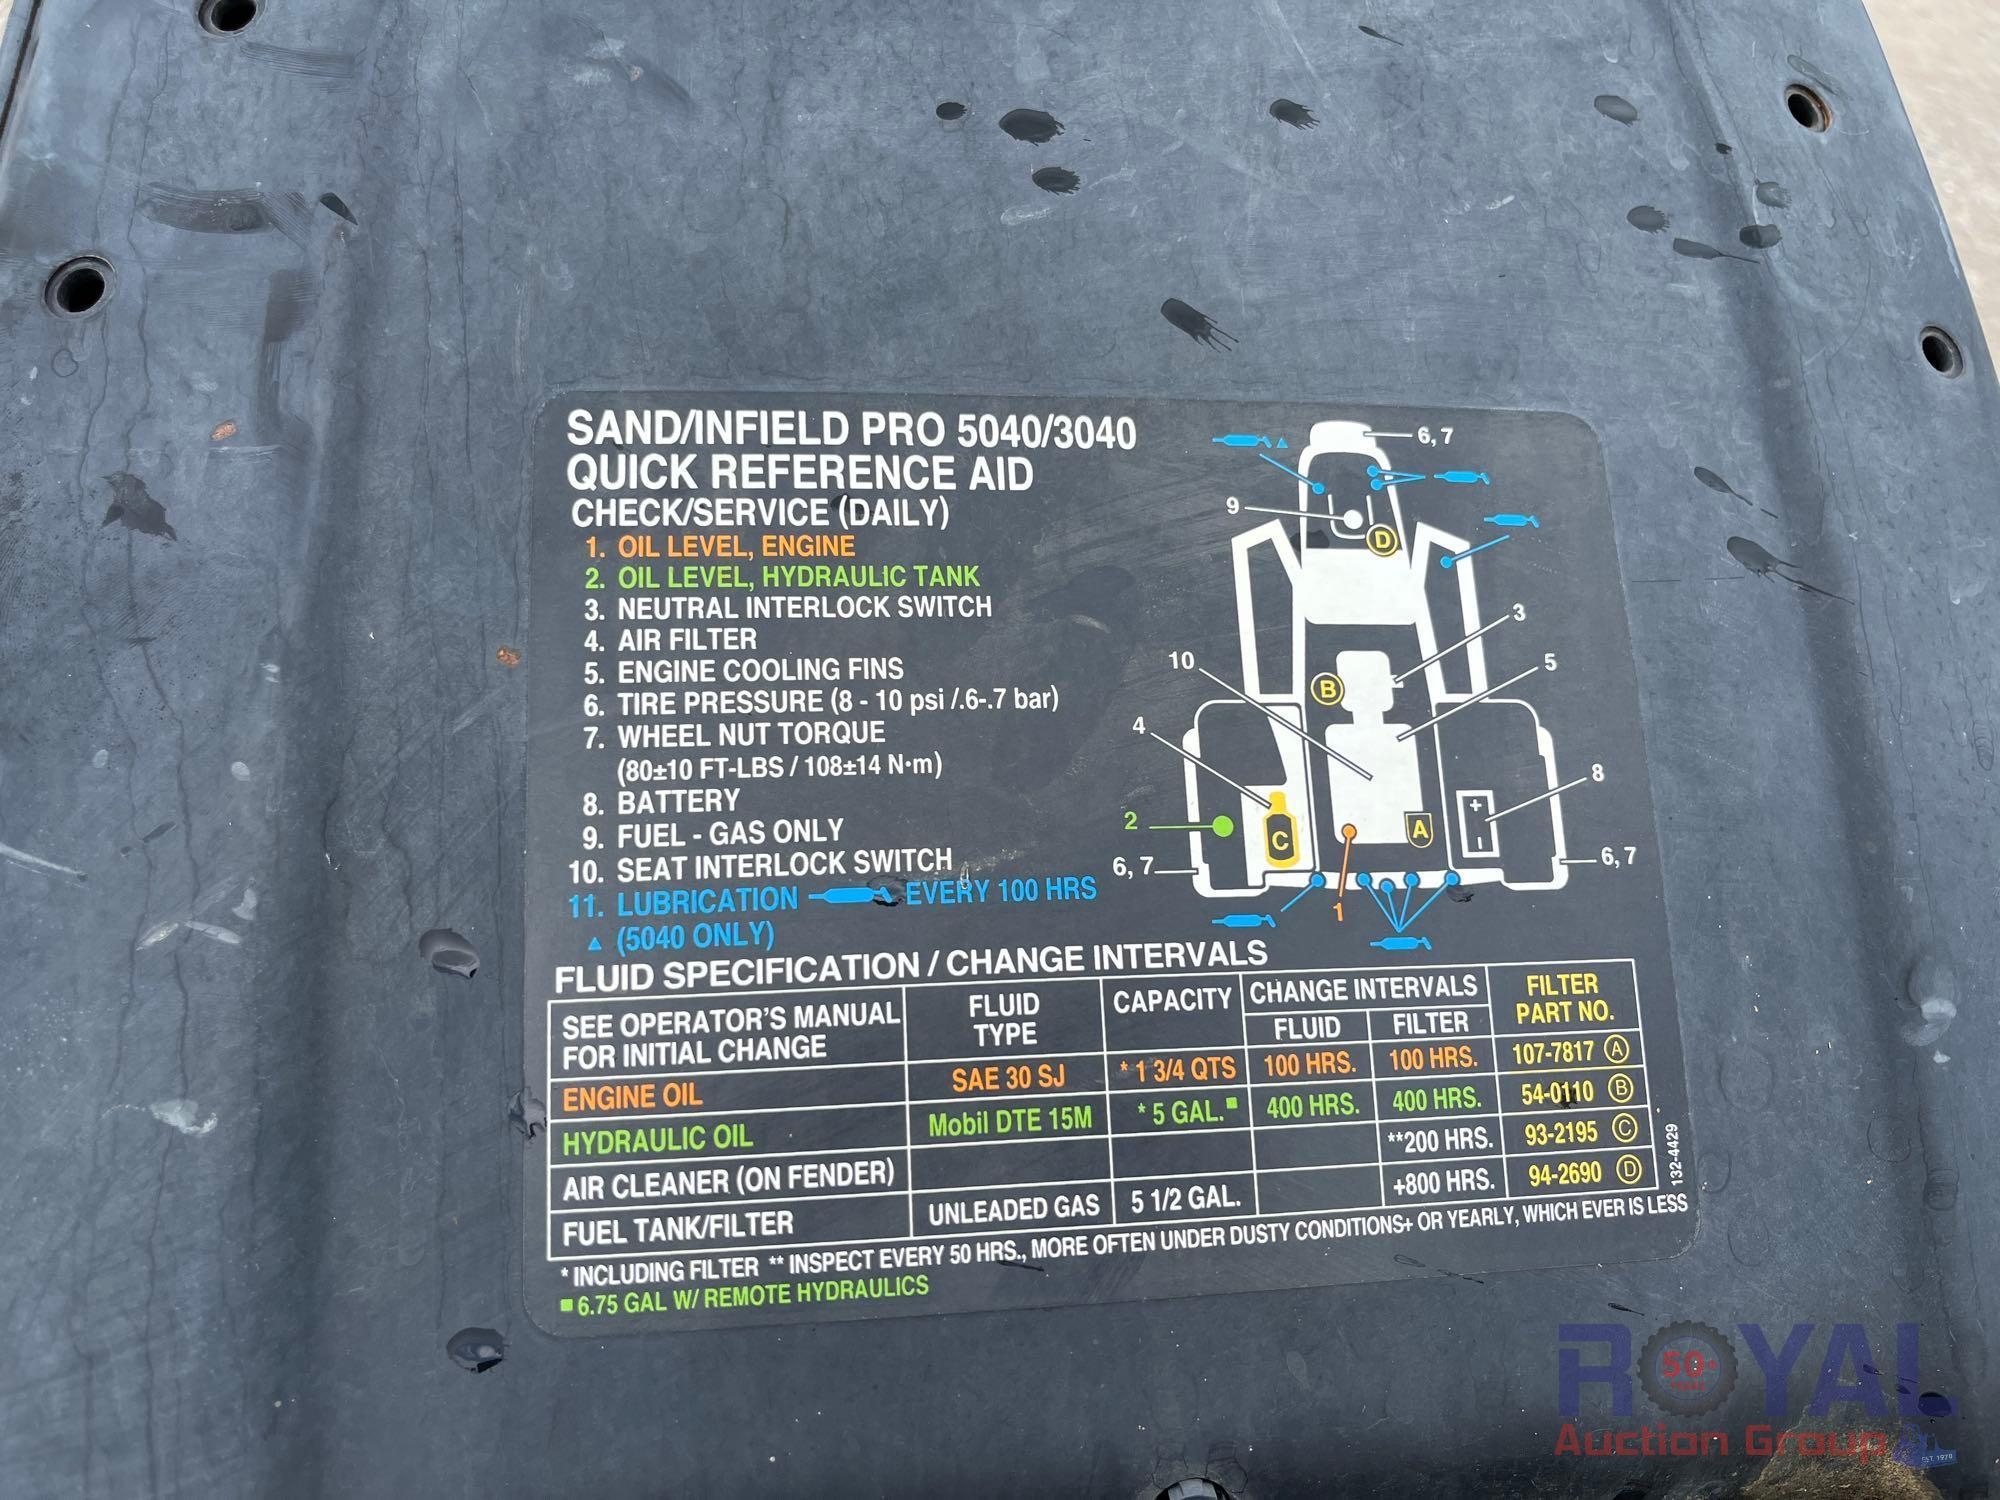 SAND/INFIELD PRO 5040/3040
QUICK REFERENCE AID
CHECK/SERVICE (DAILY)
1. OIL LEVEL, ENGINE
2. OIL LEVEL, HYDRAULIC TANK
3. NEUTRAL INTERLOCK SWITCH
4. AIR FILTER
5. ENGINE COOLING FINS
6. TIRE PRESSURE (8 - 10 psi /.6-.7 bar)
7. WHEEL NUT TORQUE
(80±10 FT-LBS / 108±14 N•m)
8. BATTERY
9. FUEL - GAS ONLY
10. SEAT INTERLOCK SWITCH
11. LUBRICATION EVERY 100 HRS
▲ (5040 ONLY)
6, 7
▲
9
D
3
10
5
B
4
8
2
C
A
+
-
6, 7
6, 7
1
FLUID SPECIFICATION / CHANGE INTERVALS
SEE OPERATOR'S MANUAL FLUID CAPACITY CHANGE INTERVALS FILTER
FOR INITIAL CHANGE TYPE FLUID FILTER PART NO.
ENGINE OIL SAE 30 SJ * 1 3/4 QTS 100 HRS. 100 HRS. 107-7817 Ⓐ
HYDRAULIC OIL Mobil DTE 15M * 5 GAL.■ 400 HRS. 400 HRS. 54-0110 Ⓑ
AIR CLEANER (ON FENDER) **200 HRS. 93-2195 Ⓒ
FUEL TANK/FILTER UNLEADED GAS 5 1/2 GAL. +800 HRS. 94-2690 Ⓓ
132-4429
* INCLUDING FILTER ** INSPECT EVERY 50 HRS., MORE OFTEN UNDER DUSTY CONDITIONS+ OR YEARLY, WHICH EVER IS LESS
■ 6.75 GAL W/ REMOTE HYDRAULICS
ROYAL
50+
YEARS
Auction Group
EST. 1970